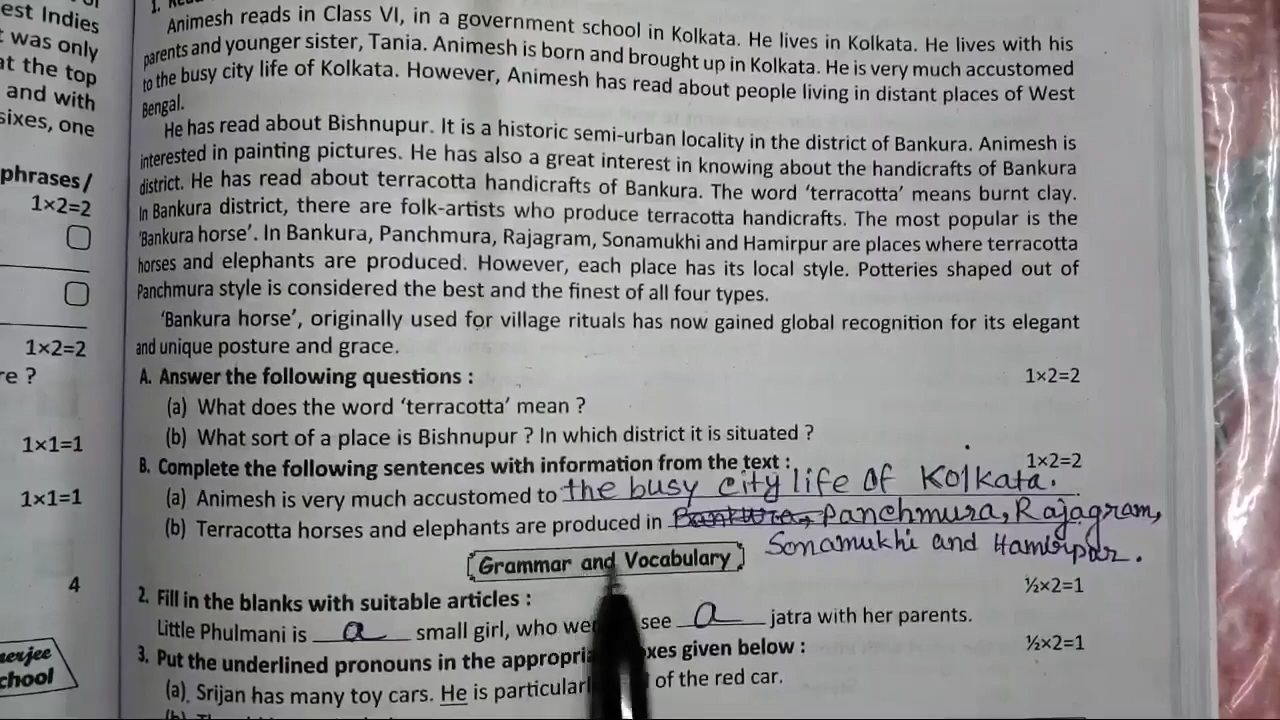 est Indies
was only
at the top
and with
sixes, one
phrases/
1×2=2
1×2=2
re ?
1×1=1
1×1=1
4
nerjee
chool
1.
Animesh reads in Class VI, in a government school in Kolkata. He lives in Kolkata. He lives with his
parents and younger sister, Tania. Animesh is born and brought up in Kolkata. He is very much accustomed
to the busy city life of Kolkata. However, Animesh has read about people living in distant places of West
Bengal.
He has read about Bishnupur. It is a historic semi-urban locality in the district of Bankura. Animesh is
interested in painting pictures. He has also a great interest in knowing about the handicrafts of Bankura
district. He has read about terracotta handicrafts of Bankura. The word ‘terracotta’ means burnt clay.
In Bankura district, there are folk-artists who produce terracotta handicrafts. The most popular is the
‘Bankura horse’. In Bankura, Panchmura, Rajagram, Sonamukhi and Hamirpur are places where terracotta
horses and elephants are produced. However, each place has its local style. Potteries shaped out of
Panchmura style is considered the best and the finest of all four types.
‘Bankura horse’, originally used for village rituals has now gained global recognition for its elegant
and unique posture and grace.
A. Answer the following questions : 1×2=2
(a) What does the word ‘terracotta’ mean ?
(b) What sort of a place is Bishnupur ? In which district it is situated ?
B. Complete the following sentences with information from the text : 1×2=2
(a) Animesh is very much accustomed to the busy city life of Kolkata.
(b) Terracotta horses and elephants are produced in Bankura, Panchmura, Rajagram,
Sonamukhi and Hamirpur.
Grammar and Vocabulary
2. Fill in the blanks with suitable articles : ½×2=1
Little Phulmani is a small girl, who see a jatra with her parents.
3. Put the underlined pronouns in the given below : ½×2=1
(a) Srijan has many toy cars. He is of the red car.